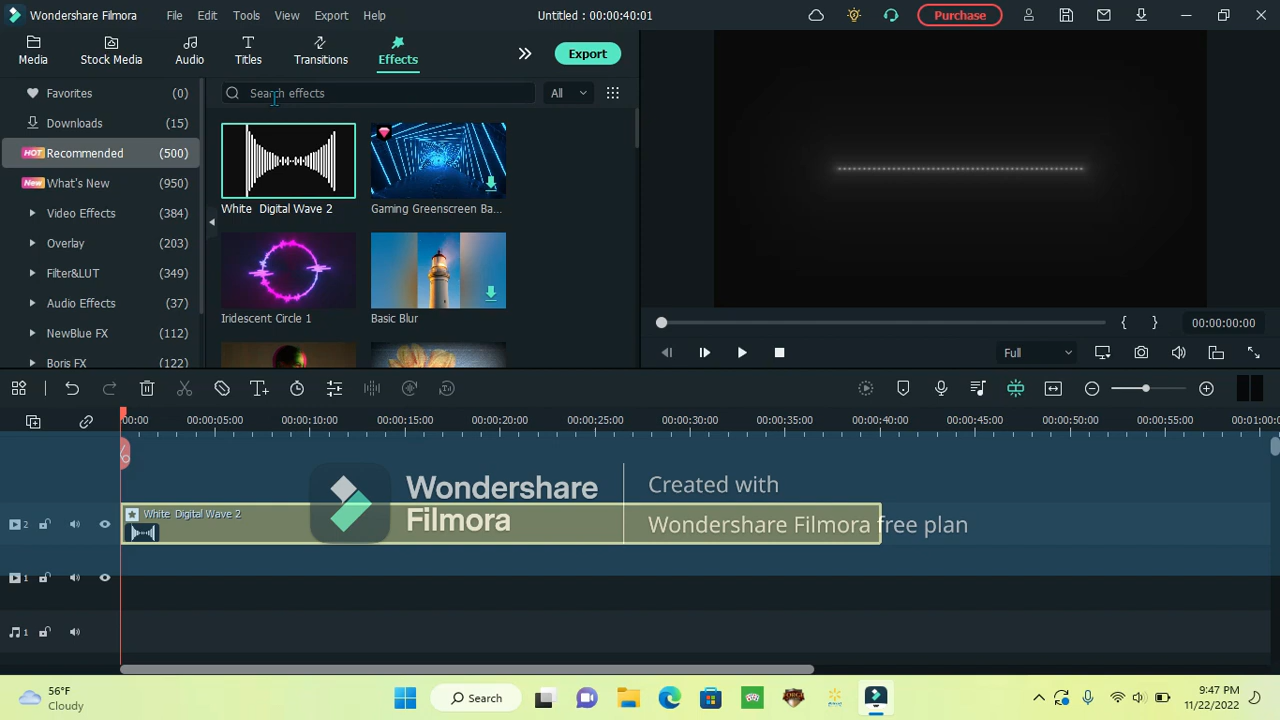 Wondershare Filmora
File Edit Tools View Export Help
Untitled : 00:00:40:01
Purchase
Media
Stock Media
Audio
Titles
Transitions
Effects
Export
Favorites (0)
Downloads (15)
HOT Recommended (500)
New What's New (950)
Video Effects (384)
Overlay (203)
Filter&LUT (349)
Audio Effects (37)
NewBlue FX (112)
Boris FX (122)
Search effects
All
White Digital Wave 2
Gaming Greenscreen Ba...
Iridescent Circle 1
Basic Blur
{ }
00:00:00:00
Full
00:00 00:00:05:00 00:00:10:00 00:00:15:00 00:00:20:00 00:00:25:00 00:00:30:00 00:00:35:00 00:00:40:00 00:00:45:00 00:00:50:00 00:00:55:00 00:01:00:0
2
White Digital Wave 2
Wondershare
Filmora
Created with
Wondershare Filmora free plan
1
1
56°F
Cloudy
Search
9:47 PM
11/22/2022